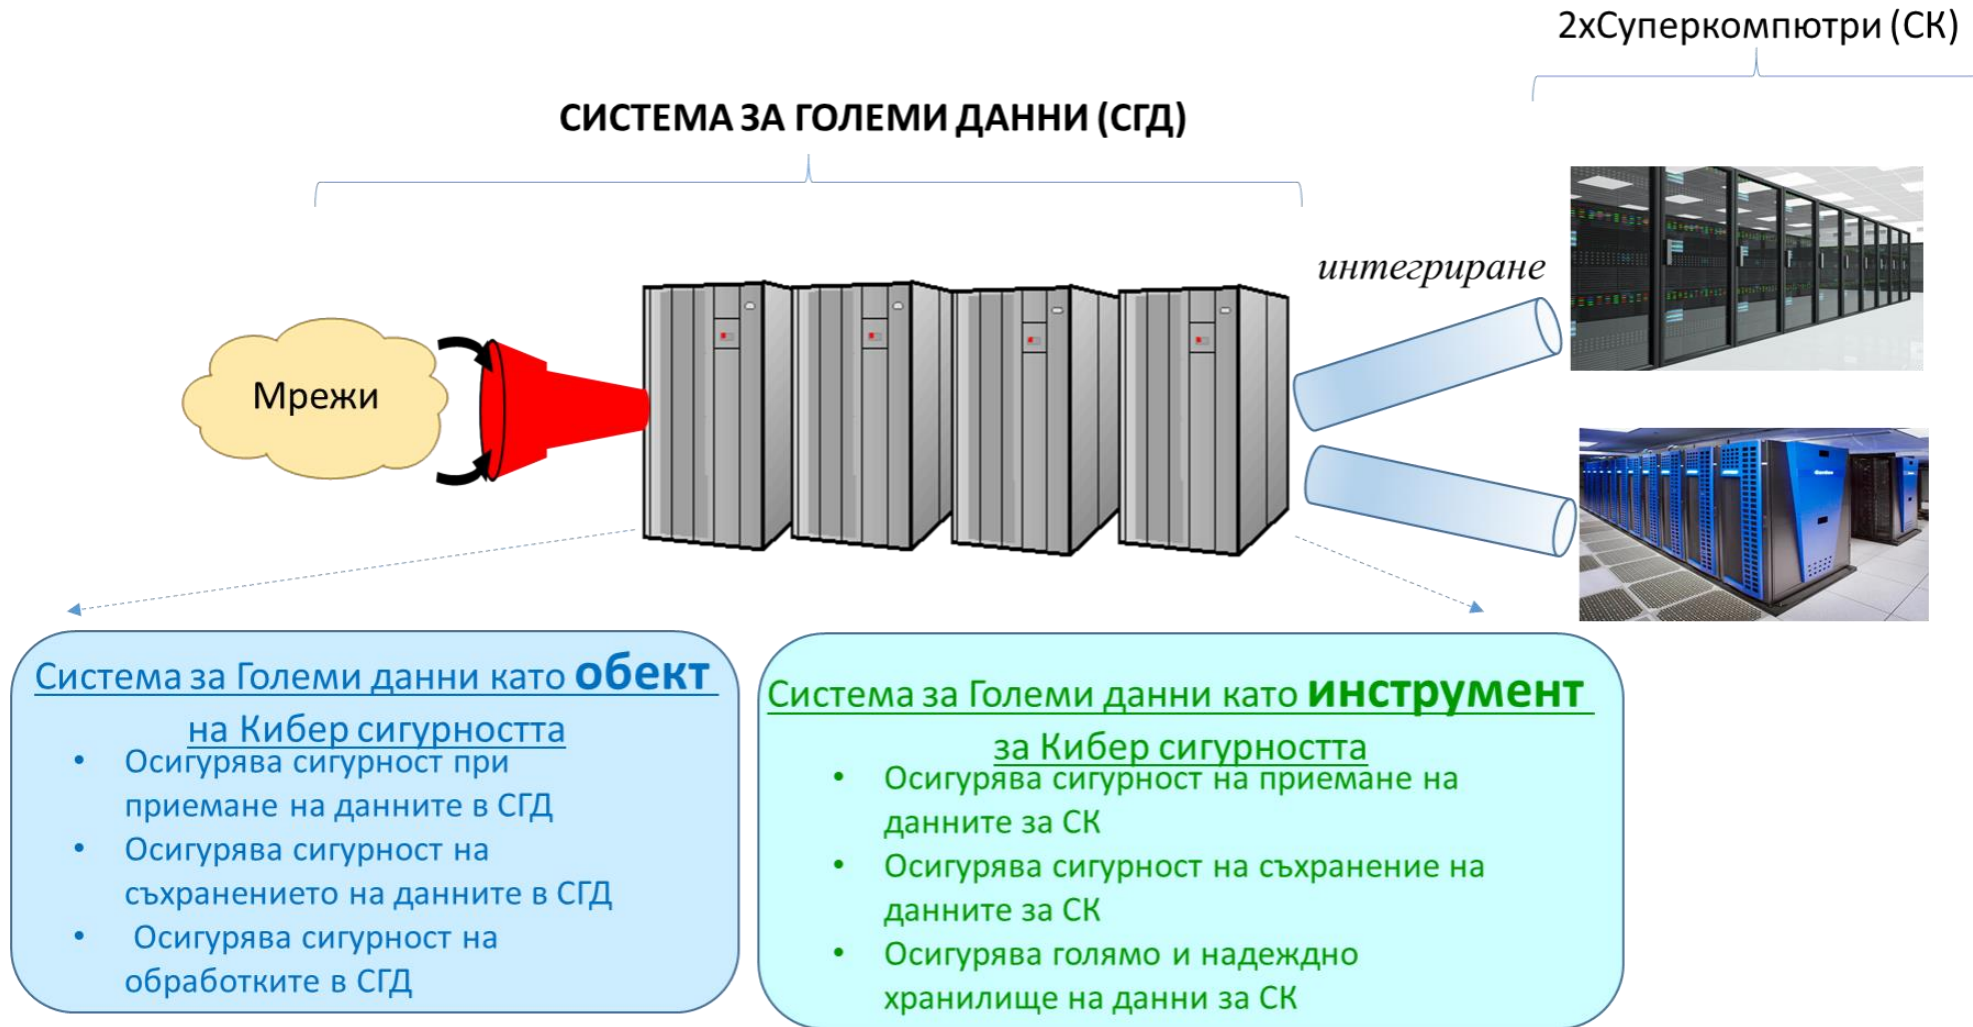 2хСуперкомпютри (СК)
СИСТЕМА ЗА ГОЛЕМИ ДАННИ (СГД)
интегриране
Мрежи
Система за Големи данни като обект
на Кибер сигурността
• Осигурява сигурност при
приемане на данните в СГД
• Осигурява сигурност на
съхранението на данните в СГД
• Осигурява сигурност на
обработките в СГД
Система за Големи данни като инструмент
за Кибер сигурността
• Осигурява сигурност на приемане на
данните за СК
• Осигурява сигурност на съхранение на
данните за СК
• Осигурява голямо и надеждно
хранилище на данни за СК